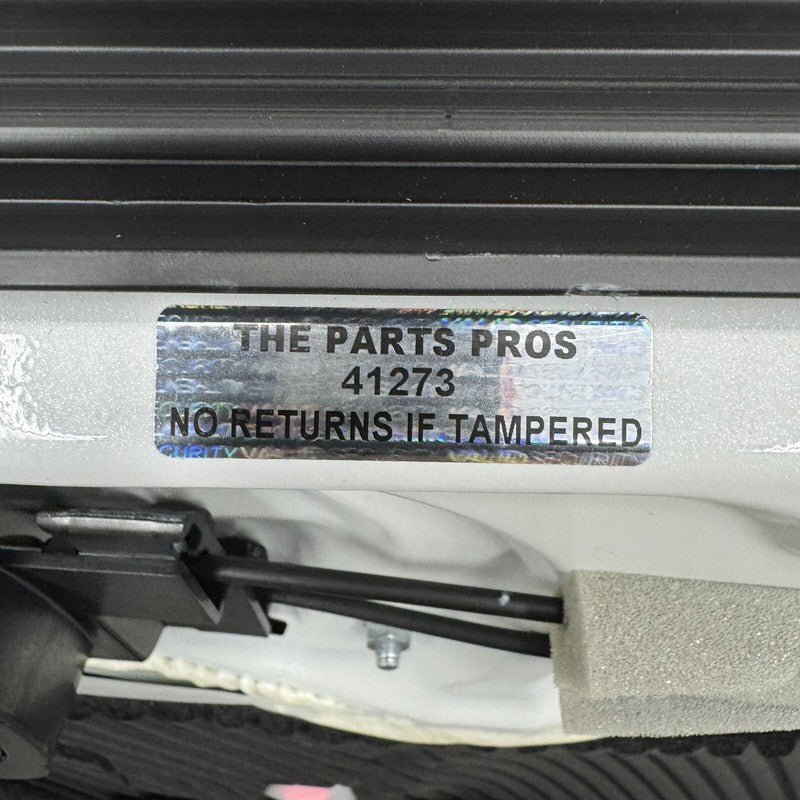 THE PARTS PROS
41273
NO RETURNS IF TAMPERED